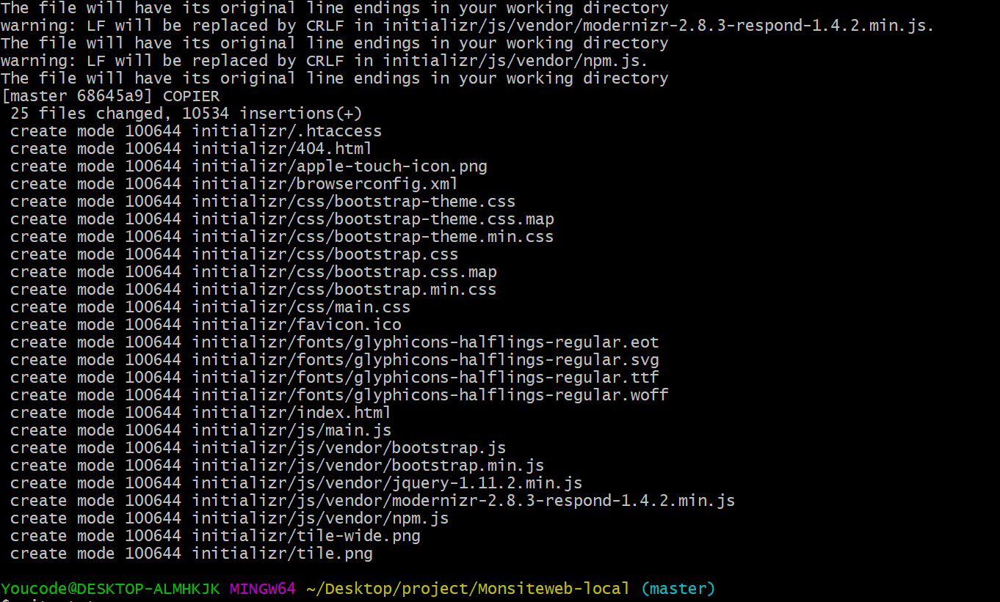 The file will have its original line endings in your working directory
warning: LF will be replaced by CRLF in initializr/js/vendor/modernizr-2.8.3-respond-1.4.2.min.js.
The file will have its original line endings in your working directory
warning: LF will be replaced by CRLF in initializr/js/vendor/npm.js.
The file will have its original line endings in your working directory
[master 68645a9] COPIER
 25 files changed, 10534 insertions(+)
 create mode 100644 initializr/.htaccess
 create mode 100644 initializr/404.html
 create mode 100644 initializr/apple-touch-icon.png
 create mode 100644 initializr/browserconfig.xml
 create mode 100644 initializr/css/bootstrap-theme.css
 create mode 100644 initializr/css/bootstrap-theme.css.map
 create mode 100644 initializr/css/bootstrap-theme.min.css
 create mode 100644 initializr/css/bootstrap.css
 create mode 100644 initializr/css/bootstrap.css.map
 create mode 100644 initializr/css/bootstrap.min.css
 create mode 100644 initializr/css/main.css
 create mode 100644 initializr/favicon.ico
 create mode 100644 initializr/fonts/glyphicons-halflings-regular.eot
 create mode 100644 initializr/fonts/glyphicons-halflings-regular.svg
 create mode 100644 initializr/fonts/glyphicons-halflings-regular.ttf
 create mode 100644 initializr/fonts/glyphicons-halflings-regular.woff
 create mode 100644 initializr/index.html
 create mode 100644 initializr/js/main.js
 create mode 100644 initializr/js/vendor/bootstrap.js
 create mode 100644 initializr/js/vendor/bootstrap.min.js
 create mode 100644 initializr/js/vendor/jquery-1.11.2.min.js
 create mode 100644 initializr/js/vendor/modernizr-2.8.3-respond-1.4.2.min.js
 create mode 100644 initializr/js/vendor/npm.js
 create mode 100644 initializr/tile-wide.png
 create mode 100644 initializr/tile.png
Youcode@DESKTOP-ALMHKJK MINGW64 ~/Desktop/project/Monsiteweb-local (master)